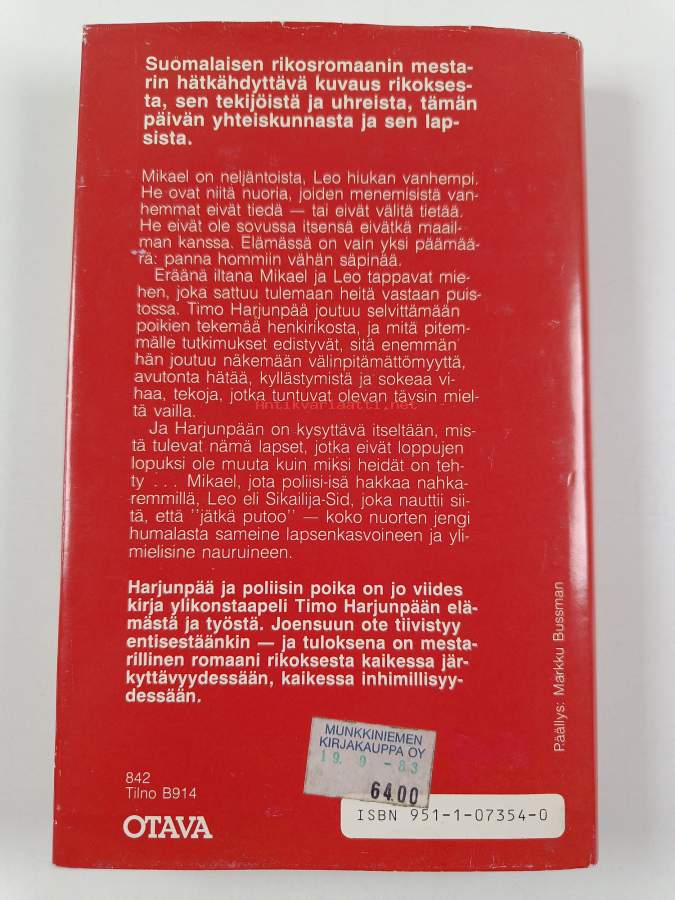 Suomalaisen rikosromaanin mesta-
rin hätkähdyttävä kuvaus rikokses-
ta, sen tekijöistä ja uhreista, tämän
päivän yhteiskunnasta ja sen lap-
sista.
Mikael on neljäntoista, Leo hiukan vanhempi.
He ovat niitä nuoria, joiden menemisistä van-
hemmat eivät tiedä — tai eivät välitä tietää.
He eivät ole sovussa itsensä eivätkä maail-
man kanssa. Elämässä on vain yksi päämää-
rä: panna hommiin vähän säpinää.
Eräänä iltana Mikael ja Leo tappavat mie-
hen, joka sattuu tulemaan heitä vastaan puis-
tossa. Timo Harjunpää joutuu selvittämään
poikien tekemää henkirikosta, ja mitä pitem-
mälle tutkimukset edistyvät, sitä enemmän
hän joutuu näkemään välinpitämättömyyttä,
avutonta hätää, kyllästymistä ja sokeaa vi-
haa, tekoja, jotka tuntuvat olevan täysin miel-
tä vailla.
Antikvariaatti.net
Ja Harjunpään on kysyttävä itseltään, mis-
tä tulevat nämä lapset, jotka eivät loppujen
lopuksi ole muuta kuin miksi heidät on teh-
ty . . . Mikael, jota poliisi-isä hakkaa nahka-
remmillä, Leo eli Sikailija-Sid, joka nauttii sii-
tä, että ''jätkä putoo'' — koko nuorten jengi
humalasta sameine lapsenkasvoineen ja yli-
mielisine nauruineen.
Harjunpää ja poliisin poika on jo viides
kirja ylikonstaapeli Timo Harjunpään elä-
mästä ja työstä. Joensuun ote tiivistyy
entisestäänkin — ja tuloksena on mesta-
rillinen romaani rikoksesta kaikessa jär-
kyttävyydessään, kaikessa inhimillisyy-
dessään.
Päällys: Markku Bussman
MUNKKINIEMEN
KIRJAKAUPPA OY
19. 9 -83
6400
842
Tilno B914
OTAVA
ISBN 951-1-07354-0